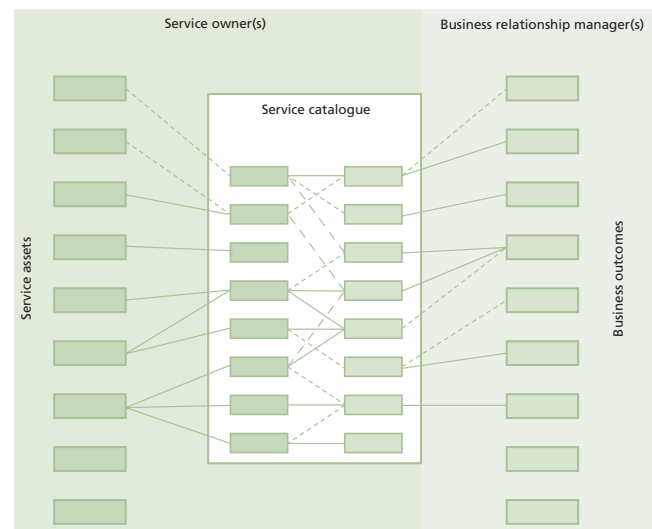 Service owner(s)
Business relationship manager(s)
Service catalogue
Service assets
Business outcomes